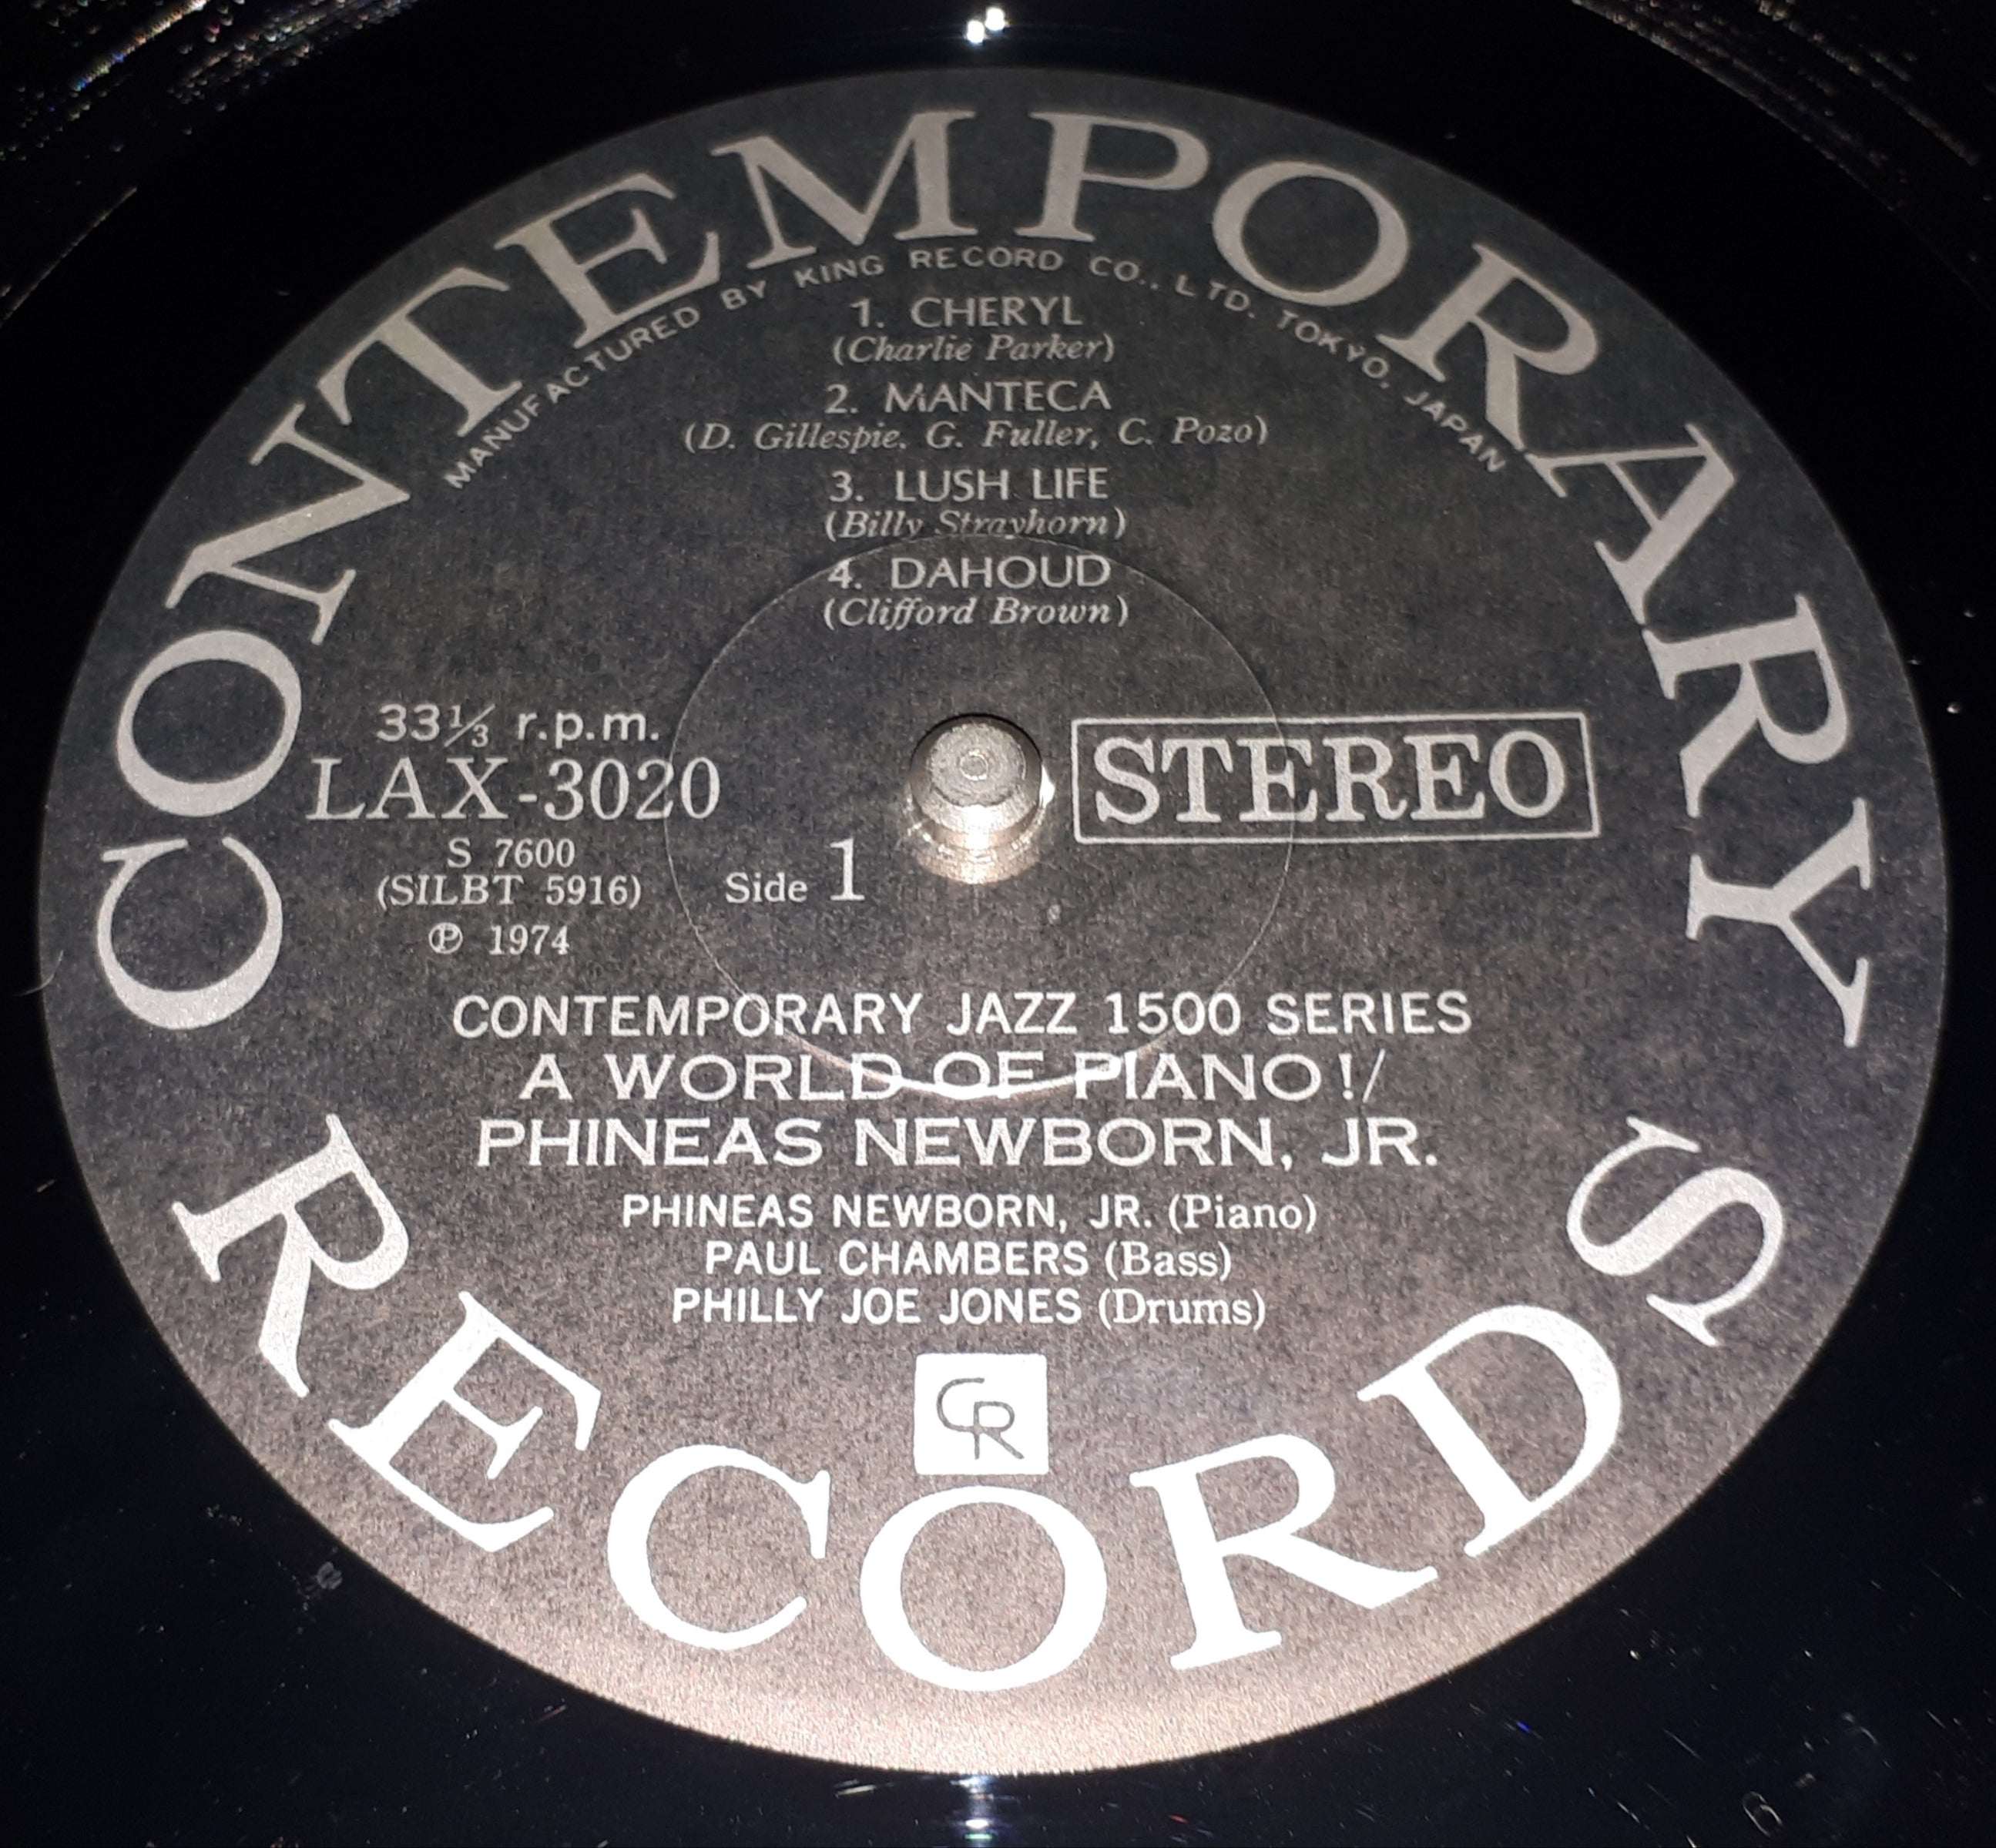 CONTEMPORARY
MANUFACTURED BY KING RECORD CO., LTD. TOKYO, JAPAN
1. CHERYL
(Charlie Parker)
2. MANTECA
(D. Gillespie, G. Fuller, C. Pozo)
3. LUSH LIFE
(Billy Strayhorn)
4. DAHOUD
(Clifford Brown)
33⅓ r.p.m.
LAX-3020
S 7600
(SILBT 5916)
℗ 1974
Side 1
STEREO
CONTEMPORARY JAZZ 1500 SERIES
A WORLD OF PIANO!/
PHINEAS NEWBORN, JR.
PHINEAS NEWBORN, JR. (Piano)
PAUL CHAMBERS (Bass)
PHILLY JOE JONES (Drums)
CR
RECORDS